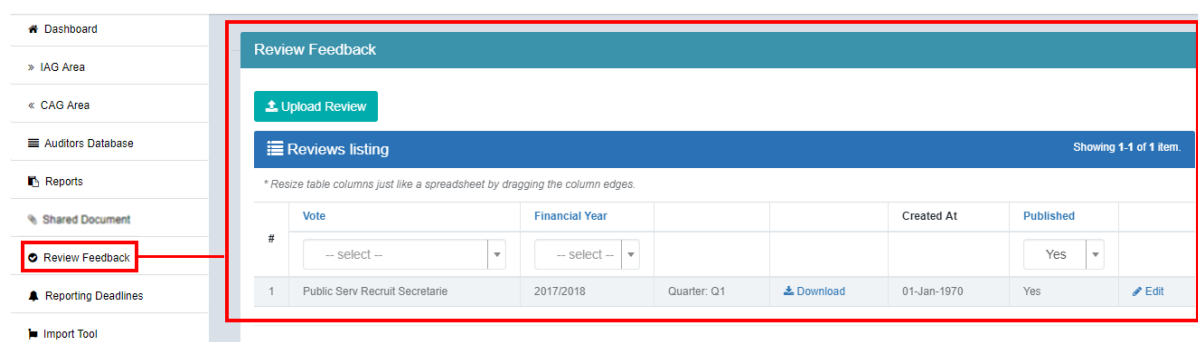 Dashboard
» IAG Area
« CAG Area
Auditors Database
Reports
Shared Document
Review Feedback
Reporting Deadlines
Import Tool
Review Feedback
Upload Review
Reviews listing
Showing 1-1 of 1 item.
* Resize table columns just like a spreadsheet by dragging the column edges.
# Vote Financial Year Created At Published
-- select -- -- select -- Yes
1 Public Serv Recruit Secretarie 2017/2018 Quarter: Q1 Download 01-Jan-1970 Yes Edit